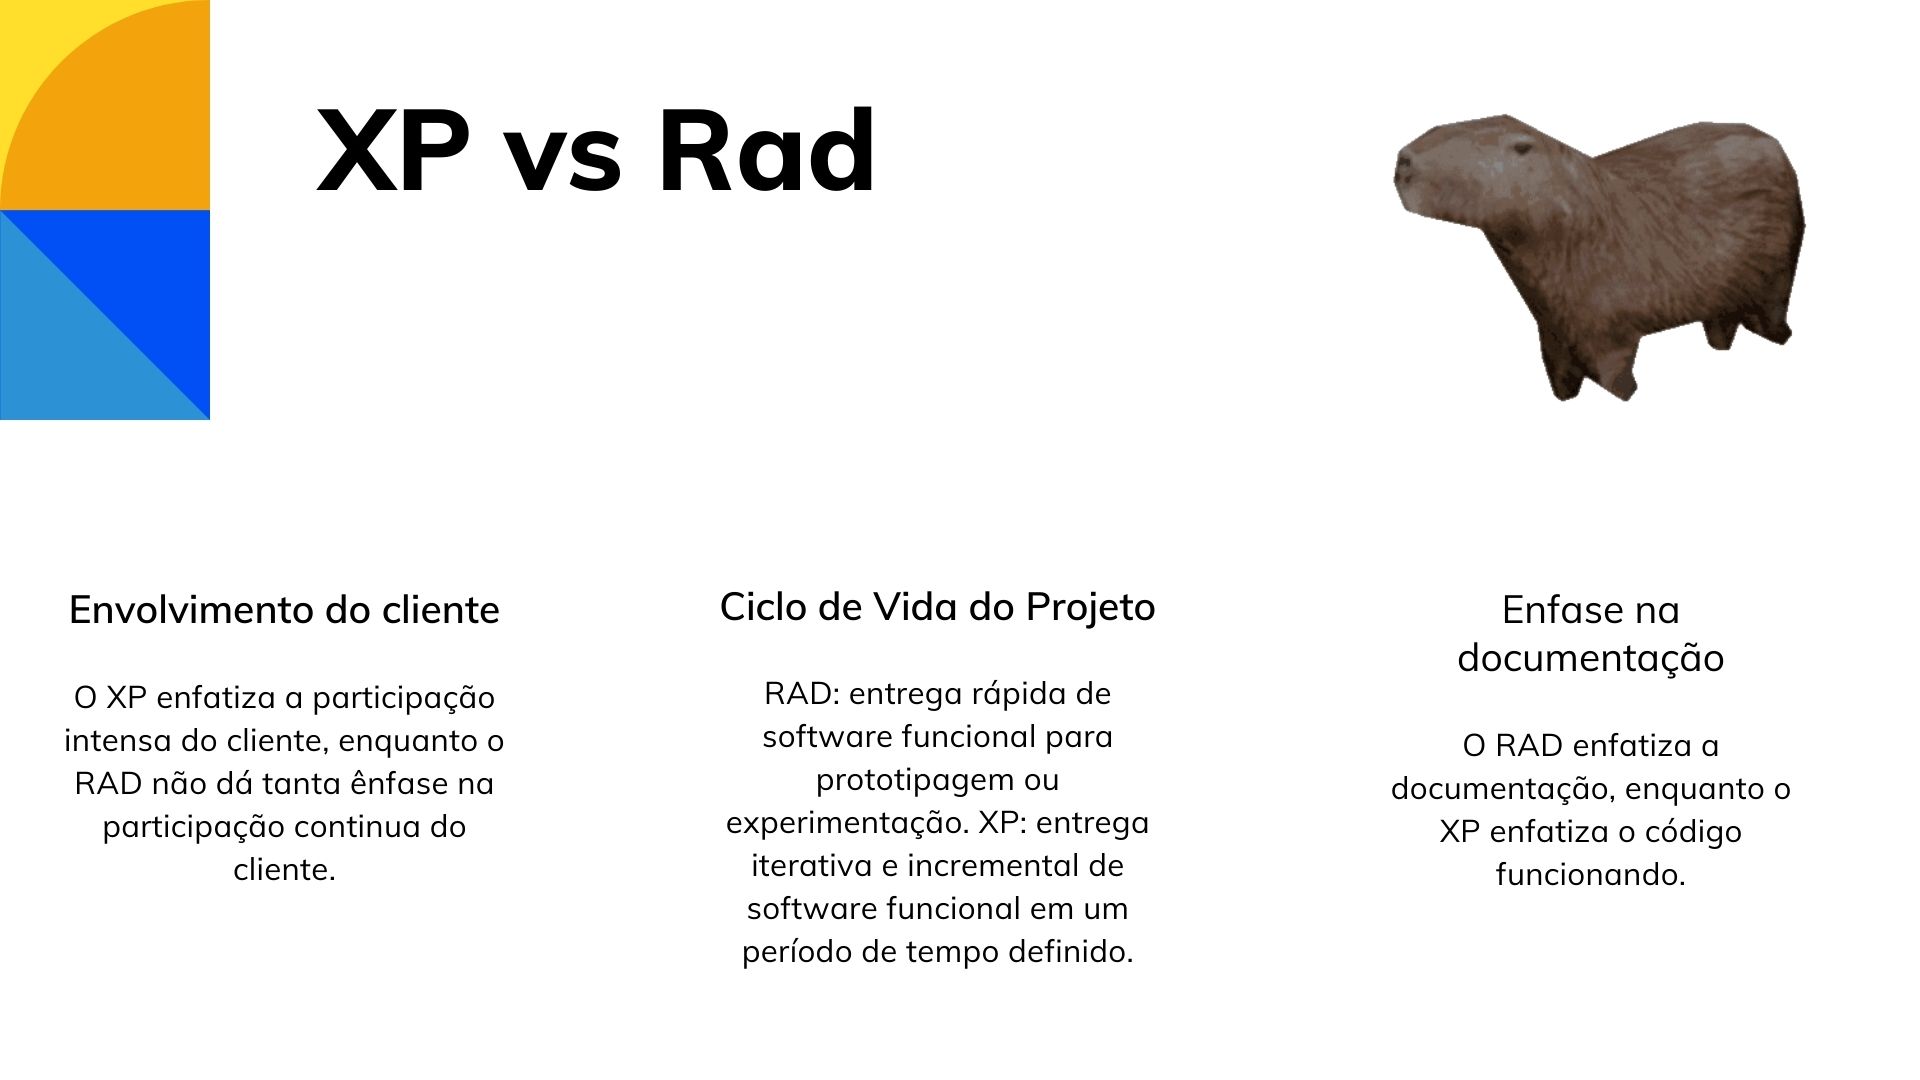 XP vs Rad
Envolvimento do cliente
O XP enfatiza a participação
intensa do cliente, enquanto o
RAD não dá tanta ênfase na
participação continua do
cliente.
Ciclo de Vida do Projeto
RAD: entrega rápida de
software funcional para
prototipagem ou
experimentação. XP: entrega
iterativa e incremental de
software funcional em um
período de tempo definido.
Enfase na
documentação
O RAD enfatiza a
documentação, enquanto o
XP enfatiza o código
funcionando.